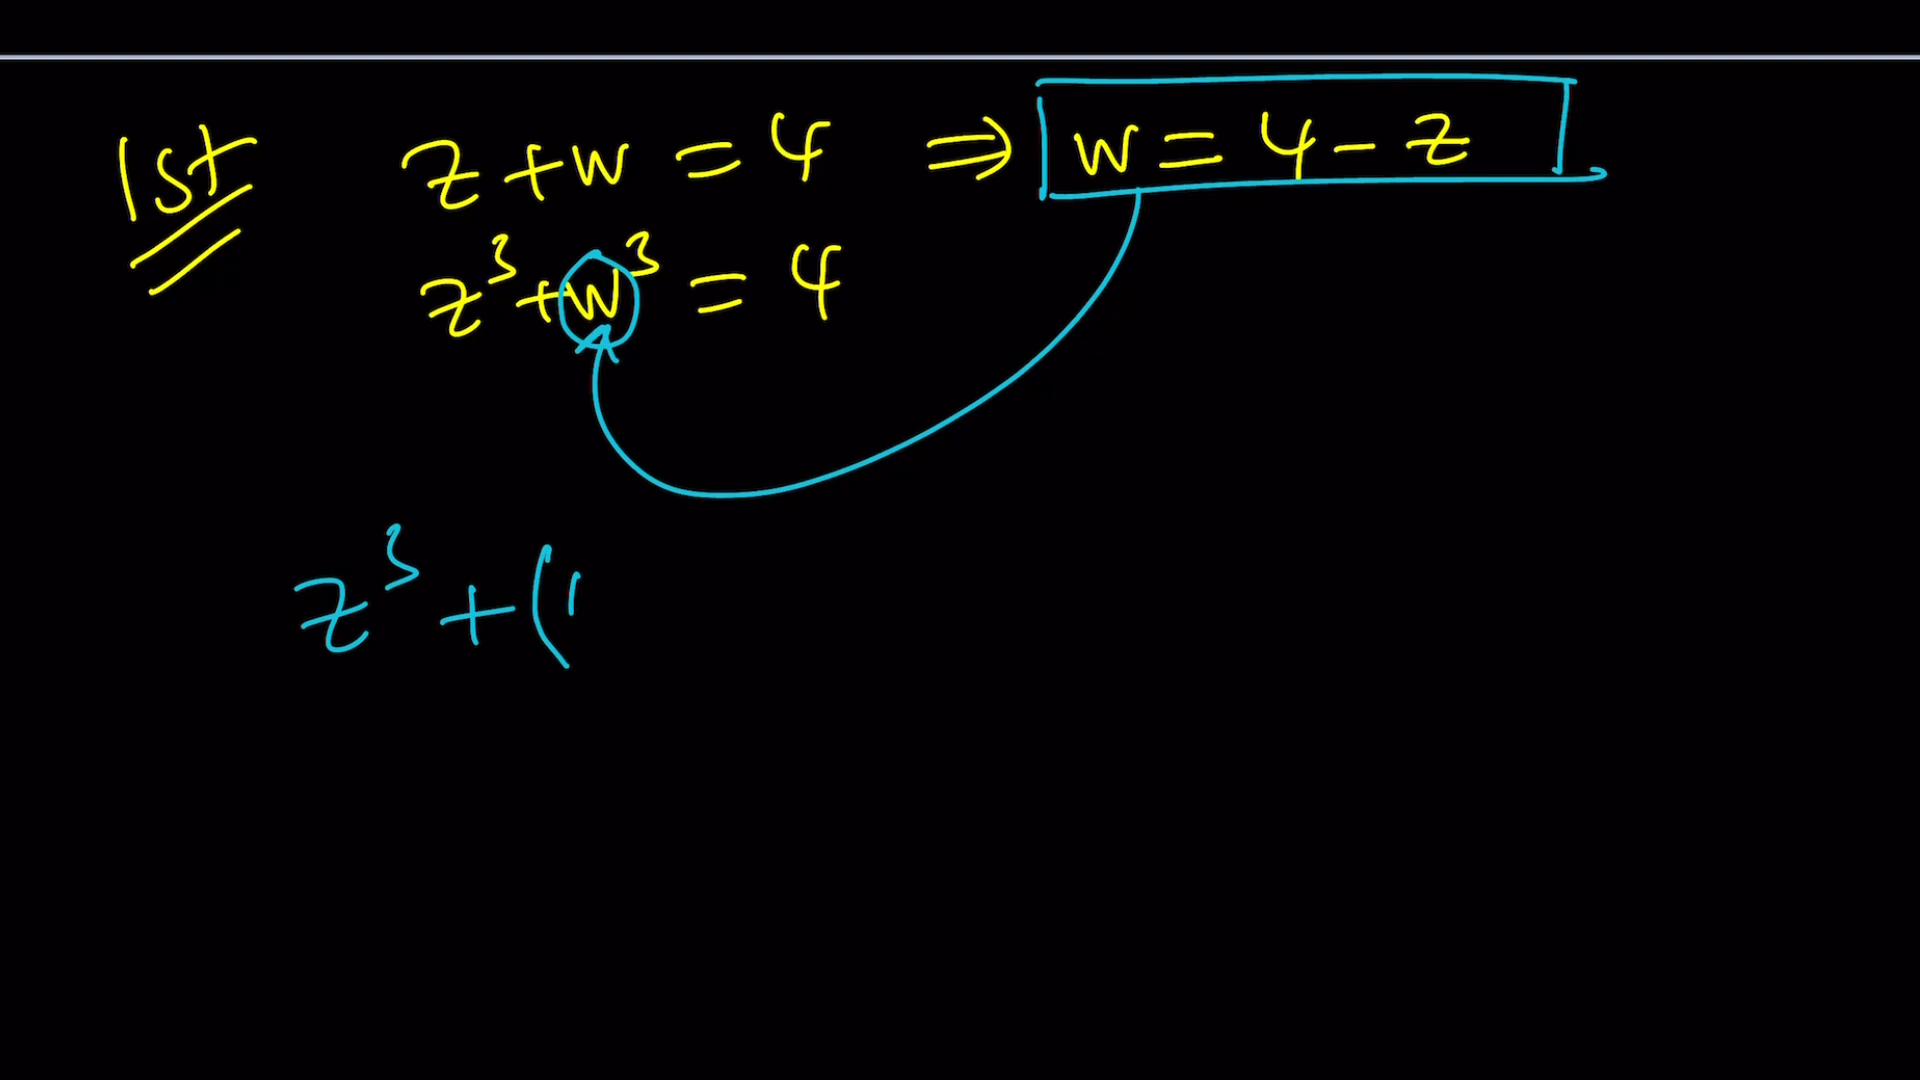 1st z + w = 4 ⇒ w = 4 - z
z³ + w³ = 4
z³ + (